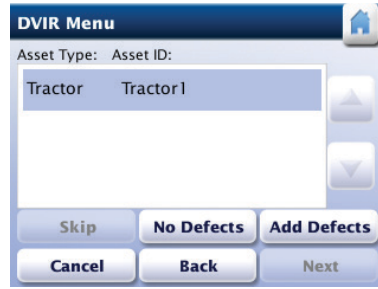 DVIR Menu
Asset Type: Asset ID:
Tractor Tractor1
Skip No Defects Add Defects
Cancel Back Next